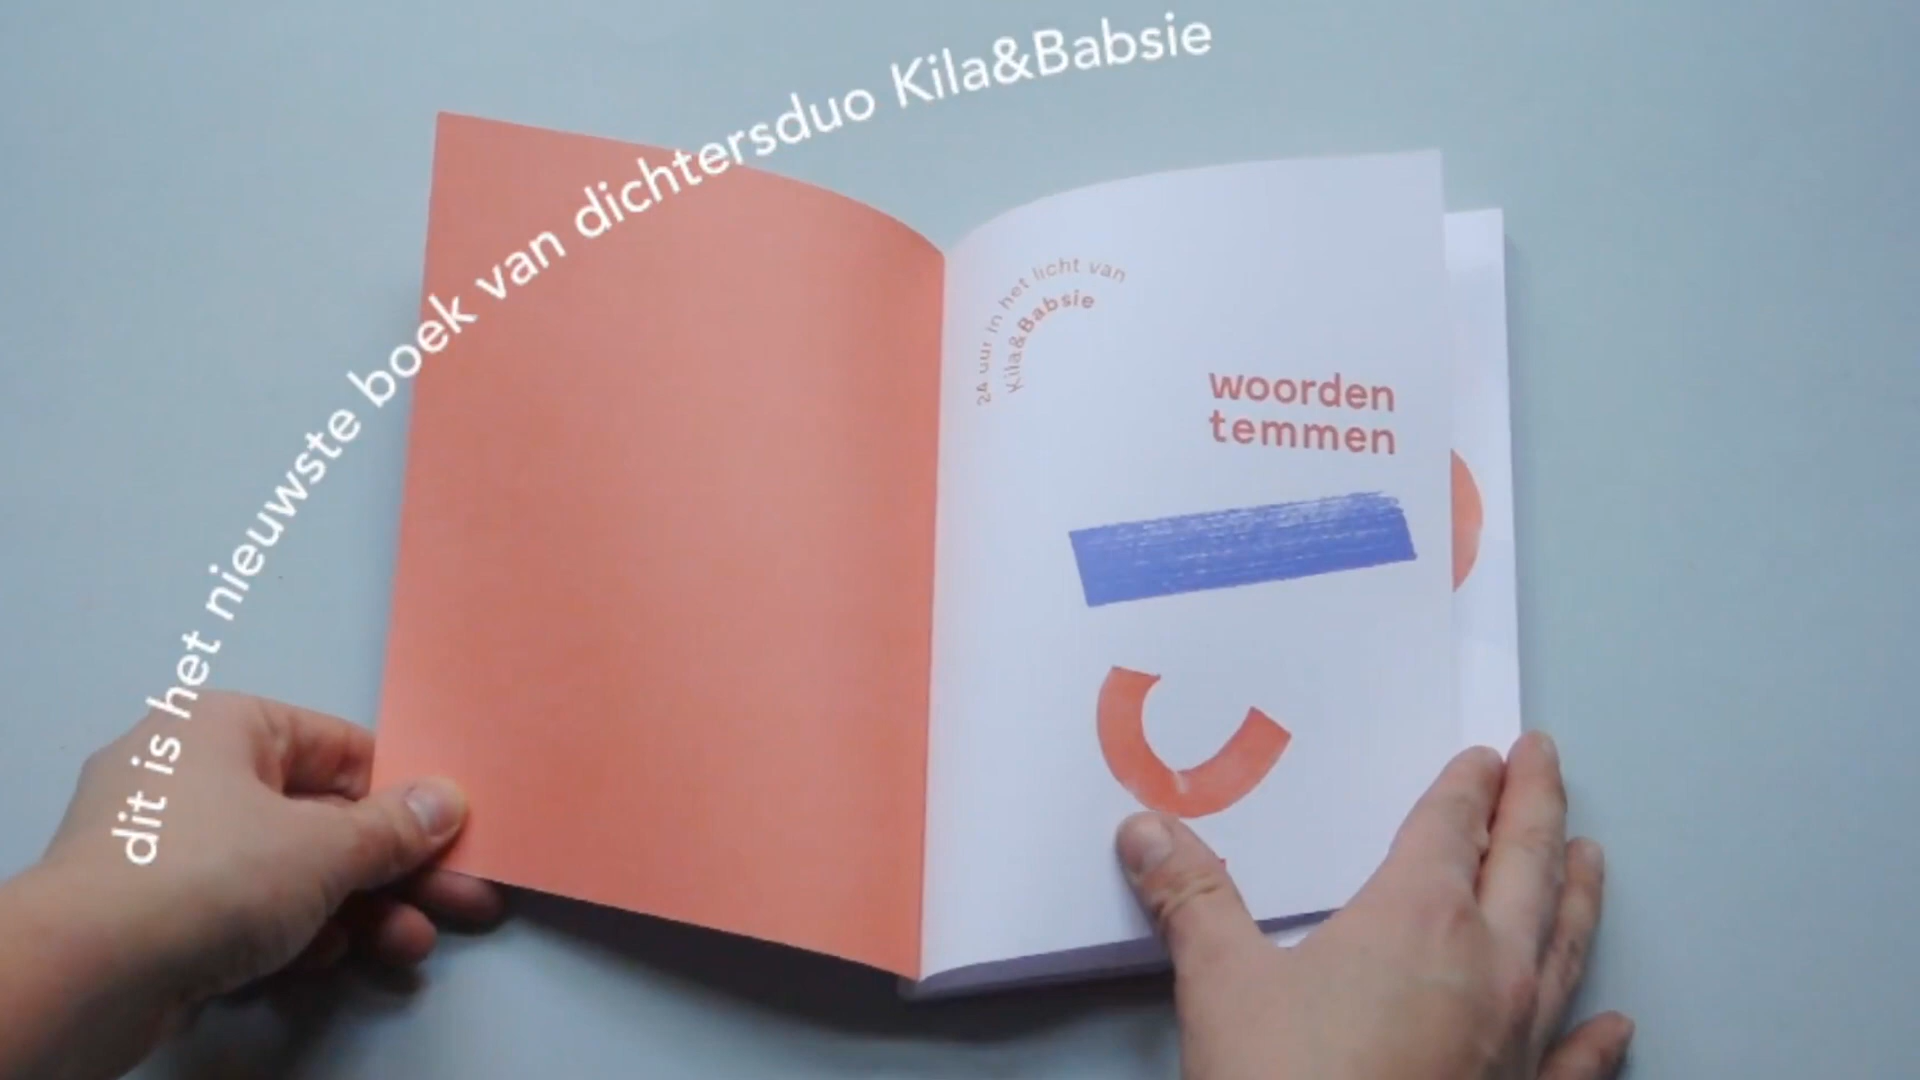 dit is het nieuwste boek van dichtersduo Kila&Babsie
24 uur in het licht van
Kila&Babsie
woorden
temmen